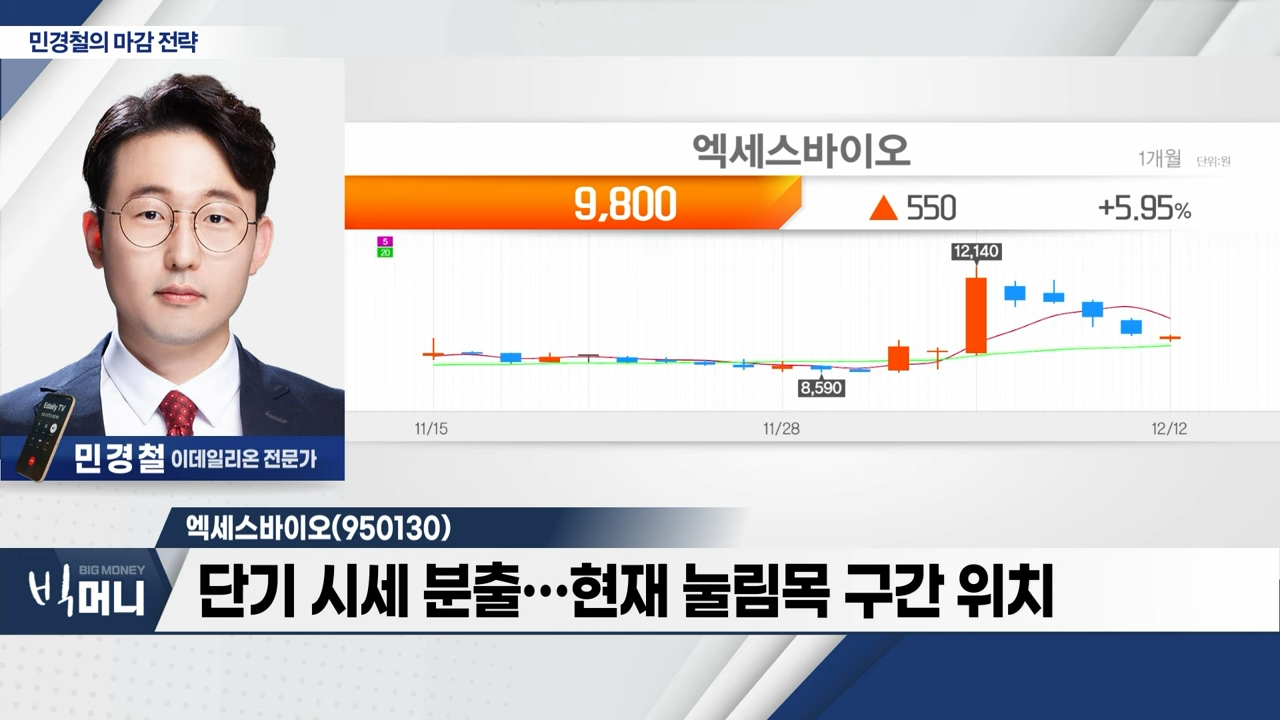 민경철의 마감 전략
엑세스바이오
1개월 단위:원
9,800 ▲ 550 +5.95%
5
20
12,140
8,590
11/15 11/28 12/12
Edaily TV
민경철 이데일리온 전문가
엑세스바이오(950130)
BIG MONEY
빅머니
단기 시세 분출…현재 눌림목 구간 위치